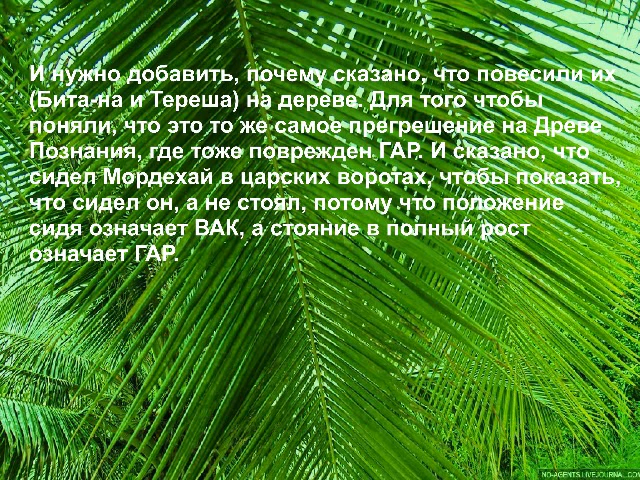 И нужно добавить, почему сказано, что повесили их
(Бита-на и Тереша) на дереве. Для того чтобы
поняли, что это то же самое прегрешение на Древе
Познания, где тоже поврежден ГАР. И сказано, что
сидел Мордехай в царских воротах, чтобы показать,
что сидел он, а не стоял, потому что положение
сидя означает ВАК, а стояние в полный рост
означает ГАР.
NO-AGENTS.LIVEJOURNAL.COM